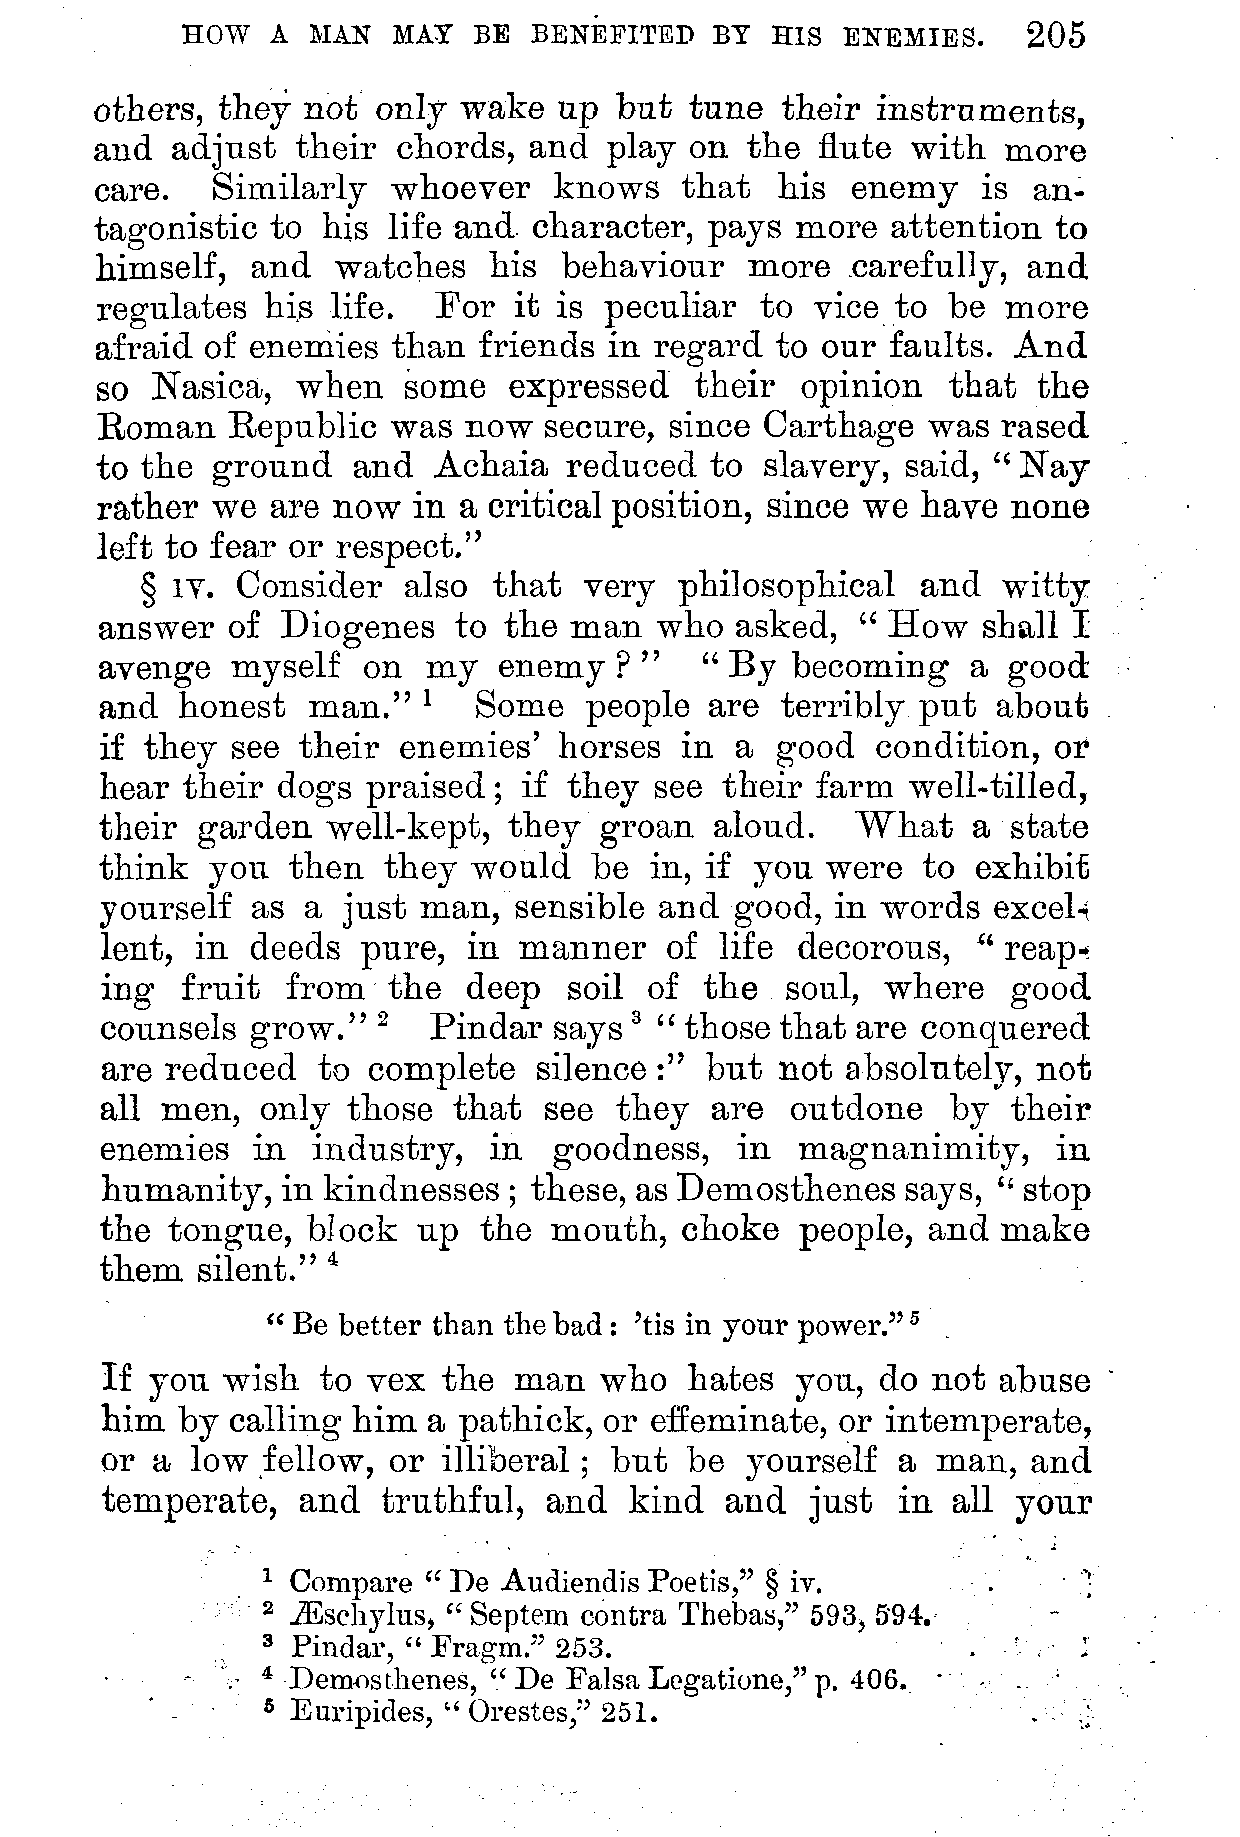 HOW A MAN MAY BE BENEFITED BY HIS ENEMIES. 205
others, they not only wake up but tune their instruments,
and adjust their chords, and play on the flute with more
care. Similarly whoever knows that his enemy is an-
tagonistic to his life and character, pays more attention to
himself, and watches his behaviour more carefully, and
regulates his life. For it is peculiar to vice to be more
afraid of enemies than friends in regard to our faults. And
so Nasica, when some expressed their opinion that the
Roman Republic was now secure, since Carthage was rased
to the ground and Achaia reduced to slavery, said, “Nay
rather we are now in a critical position, since we have none
left to fear or respect.”
§ IV. Consider also that very philosophical and witty
answer of Diogenes to the man who asked, “How shall I
avenge myself on my enemy?” “By becoming a good
and honest man.” ¹ Some people are terribly put about
if they see their enemies’ horses in a good condition, or
hear their dogs praised; if they see their farm well-tilled,
their garden well-kept, they groan aloud. What a state
think you then they would be in, if you were to exhibit
yourself as a just man, sensible and good, in words excel-
lent, in deeds pure, in manner of life decorous, “reap-
ing fruit from the deep soil of the soul, where good
counsels grow.” ² Pindar says ³ “those that are conquered
are reduced to complete silence:” but not absolutely, not
all men, only those that see they are outdone by their
enemies in industry, in goodness, in magnanimity, in
humanity, in kindnesses; these, as Demosthenes says, “stop
the tongue, block up the mouth, choke people, and make
them silent.” ⁴
“Be better than the bad: ’tis in your power.” ⁵
If you wish to vex the man who hates you, do not abuse
him by calling him a pathick, or effeminate, or intemperate,
or a low fellow, or illiberal; but be yourself a man, and
temperate, and truthful, and kind and just in all your
¹ Compare “De Audiendis Poetis,” § iv.
² Æschylus, “Septem contra Thebas,” 593, 594.
³ Pindar, “Fragm.” 253.
⁴ Demosthenes, “De Falsa Legatione,” p. 406.
⁵ Euripides, “Orestes,” 251.